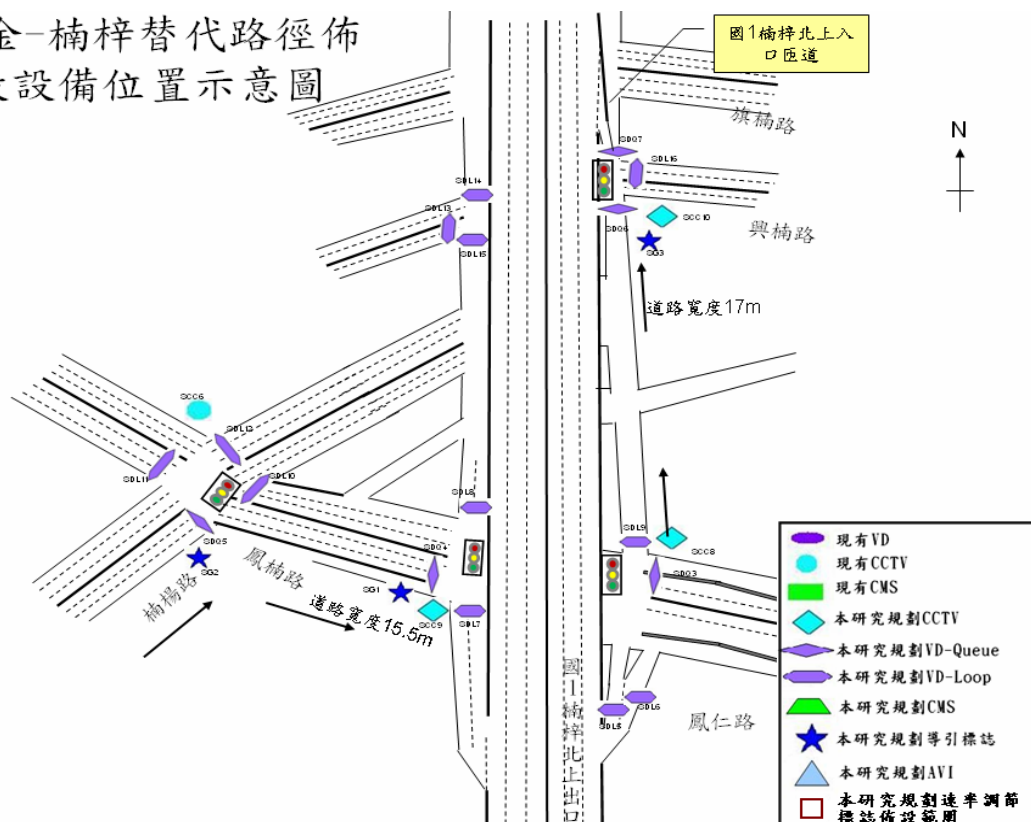 金-楠梓替代路徑佈
設備位置示意圖
國1楠梓北上入
口匝道
旗楠路
N
SDQ7
SDL16
SDL14
SDL13
SDQ6
SCC10
興楠路
SDL15
SG3
道路寬度17m
SCC6
SDL12
SDL11
SDL10
SDL8
SDQ5
SDL9
SCC8
SDQ4
SDQ3
SG2
鳳楠路
SG1
楠楊路
道路寬度15.5m
SCC9
SDL7
國1楠梓北上出口
SDL6
SDL5
鳳仁路
現有VD
現有CCTV
現有CMS
本研究規劃CCTV
本研究規劃VD-Queue
本研究規劃VD-Loop
本研究規劃CMS
本研究規劃導引標誌
本研究規劃AVI
本研究規劃速率調節
標誌佈設範圍